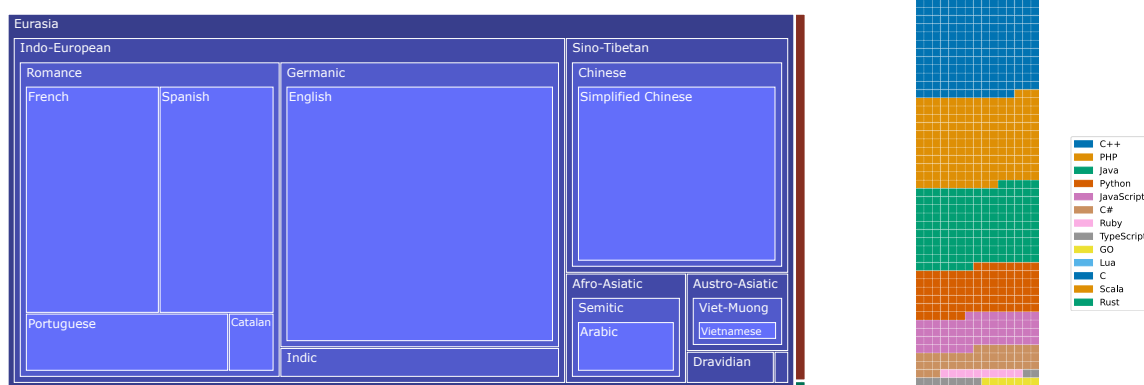 Eurasia
Indo-European
Sino-Tibetan
Romance
Germanic
Chinese
French
Spanish
English
Simplified Chinese
Afro-Asiatic
Austro-Asiatic
Semitic
Viet-Muong
Portuguese
Catalan
Arabic
Vietnamese
Indic
Dravidian
C++
PHP
Java
Python
JavaScript
C#
Ruby
TypeScript
GO
Lua
C
Scala
Rust